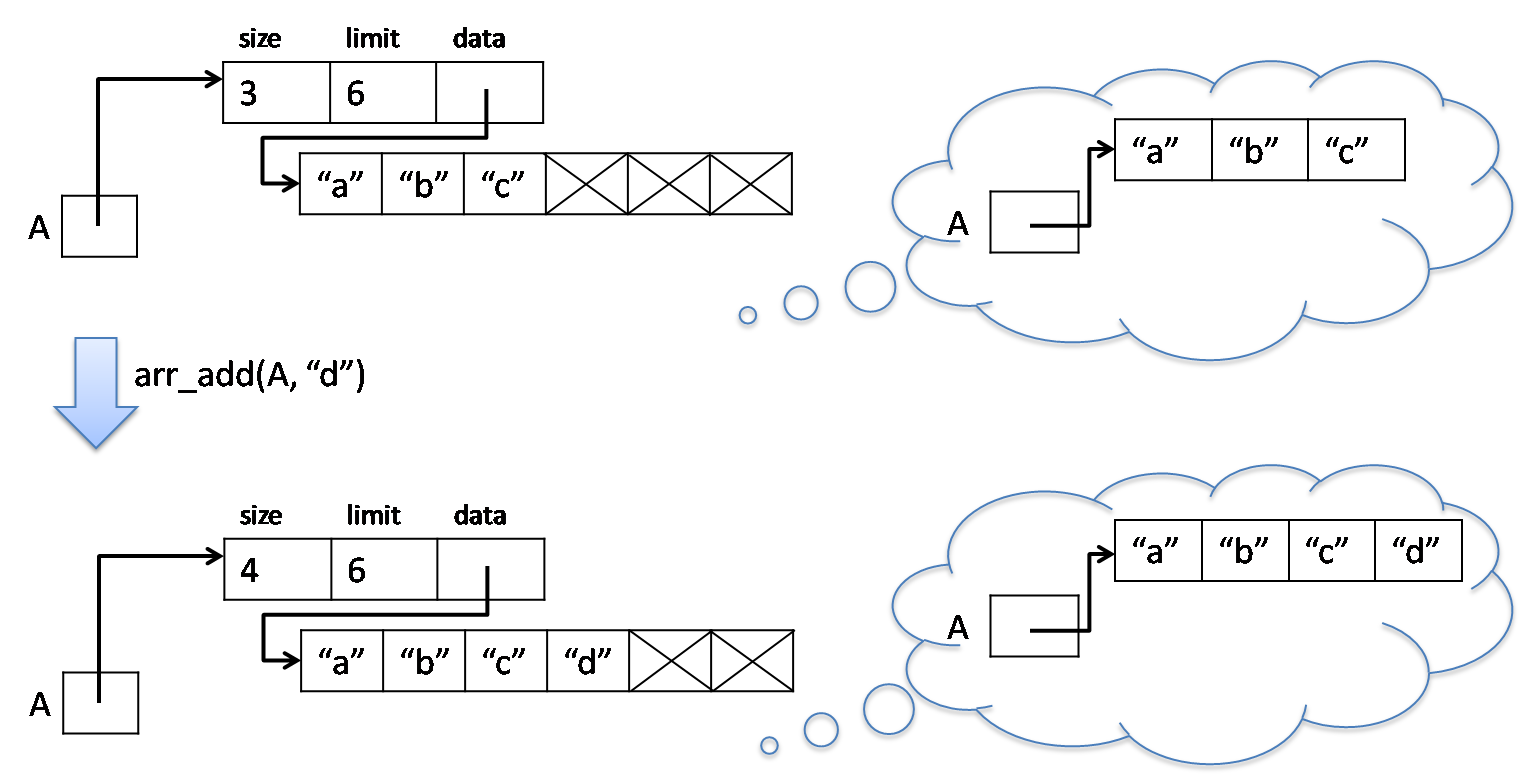 size limit data
3 6
“a” “b” “c”
A
“a” “b” “c”
A
arr_add(A, “d”)
size limit data
4 6
“a” “b” “c” “d”
A
“a” “b” “c” “d”
A